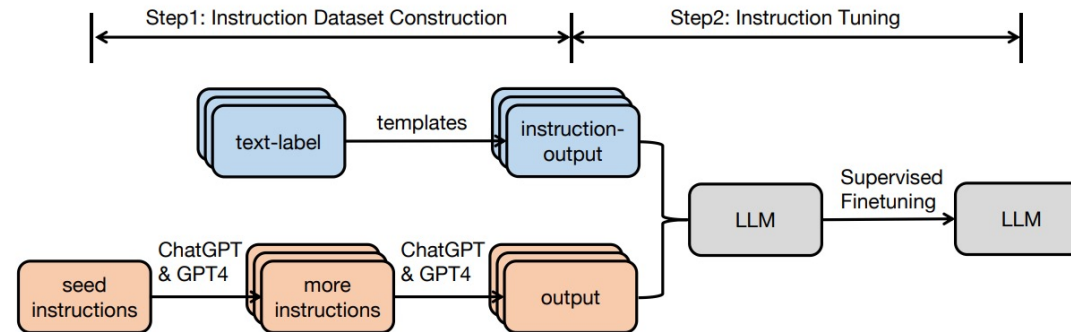 Step1: Instruction Dataset Construction
Step2: Instruction Tuning
text-label
templates
instruction-
output
LLM
Supervised
Finetuning
LLM
seed
instructions
ChatGPT
& GPT4
more
instructions
ChatGPT
& GPT4
output